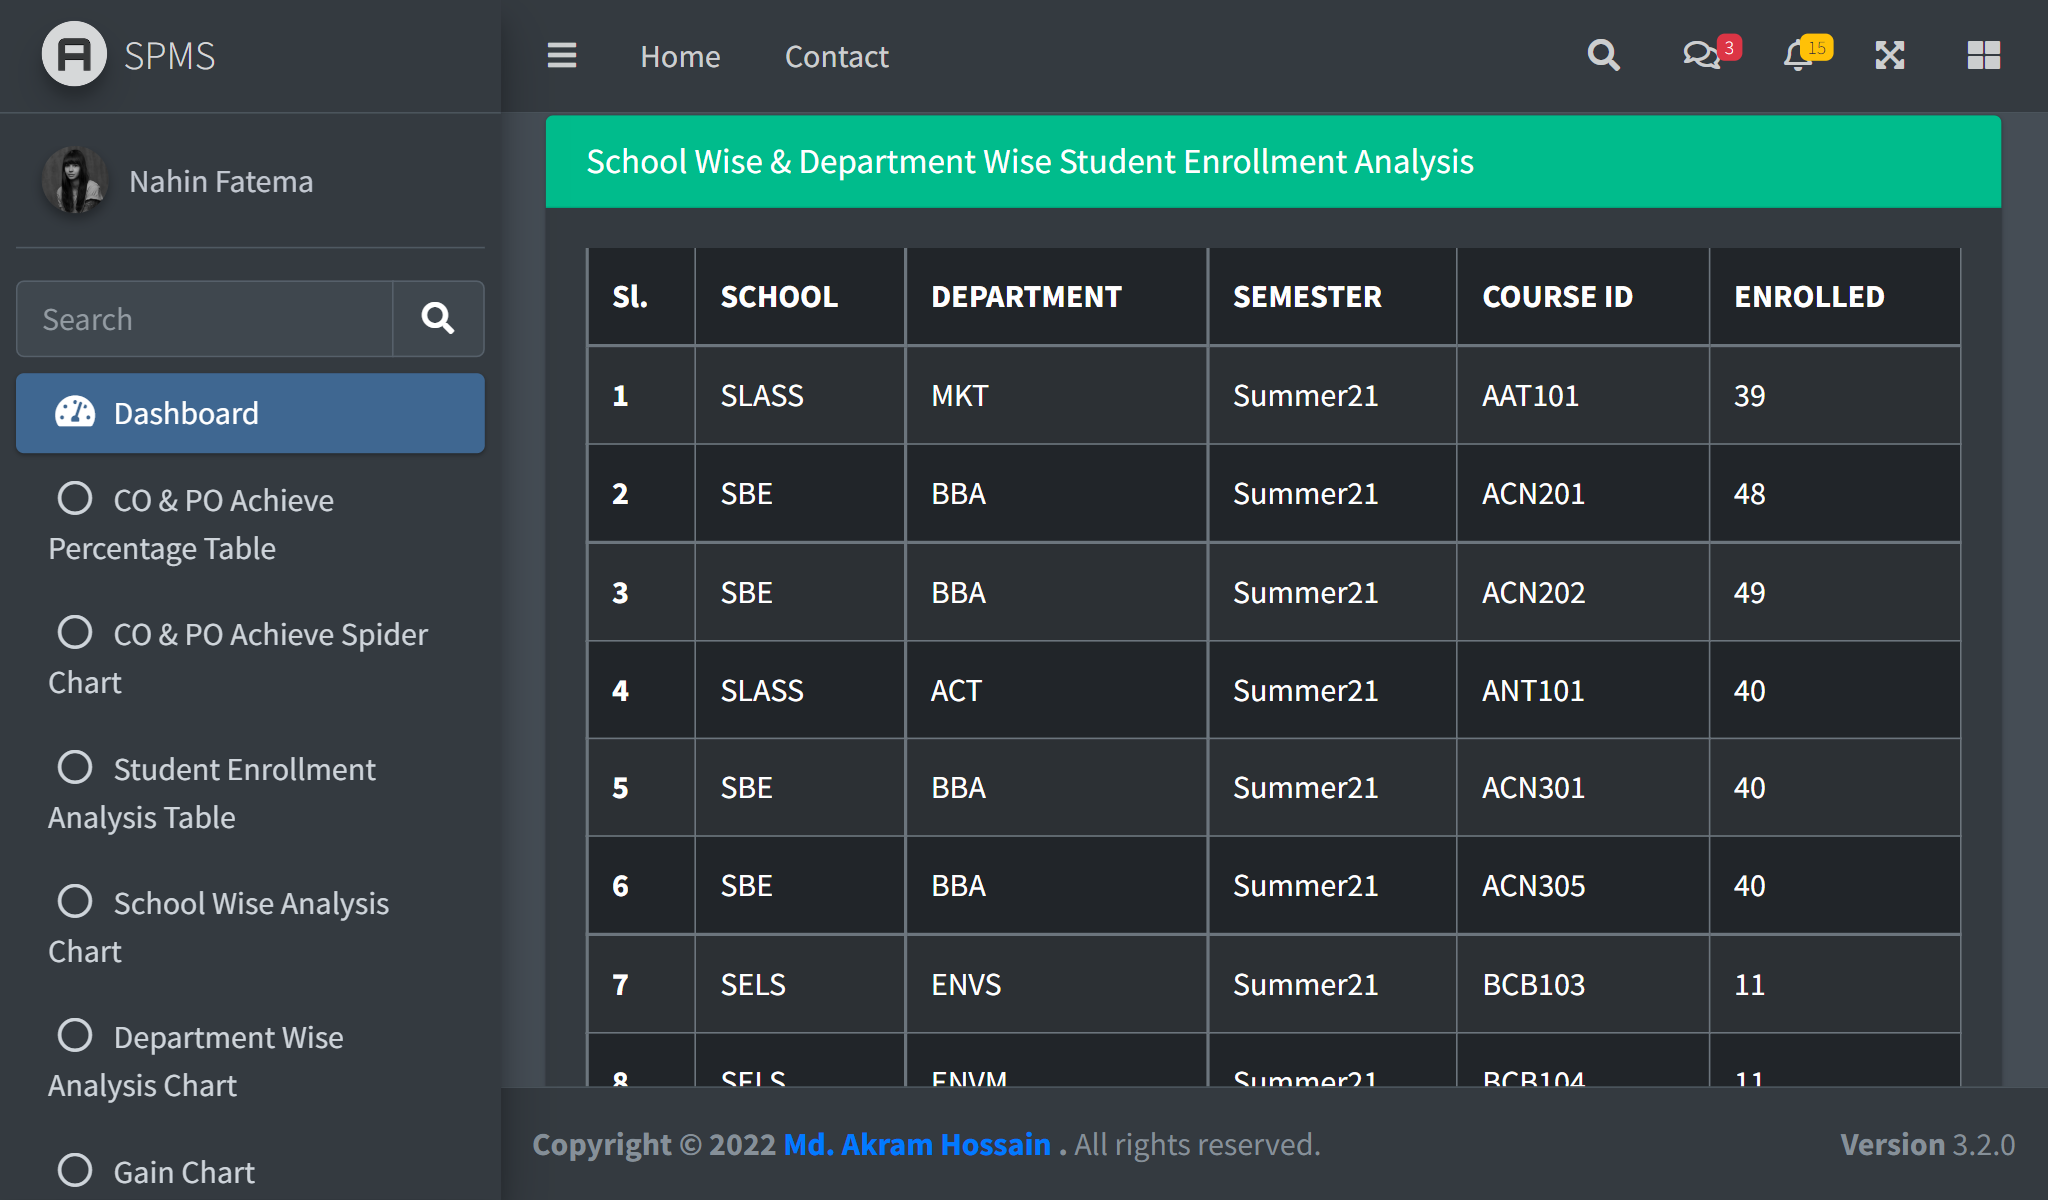 SPMS
Home Contact 3 15
Nahin Fatema
Search
Dashboard
CO & PO Achieve
Percentage Table
CO & PO Achieve Spider
Chart
Student Enrollment
Analysis Table
School Wise Analysis
Chart
Department Wise
Analysis Chart
Gain Chart
School Wise & Department Wise Student Enrollment Analysis
Sl. SCHOOL DEPARTMENT SEMESTER COURSE ID ENROLLED
1 SLASS MKT Summer21 AAT101 39
2 SBE BBA Summer21 ACN201 48
3 SBE BBA Summer21 ACN202 49
4 SLASS ACT Summer21 ANT101 40
5 SBE BBA Summer21 ACN301 40
6 SBE BBA Summer21 ACN305 40
7 SELS ENVS Summer21 BCB103 11
8 SELS ENVM Summer21 BCB104 11
Copyright © 2022 Md. Akram Hossain . All rights reserved.
Version 3.2.0